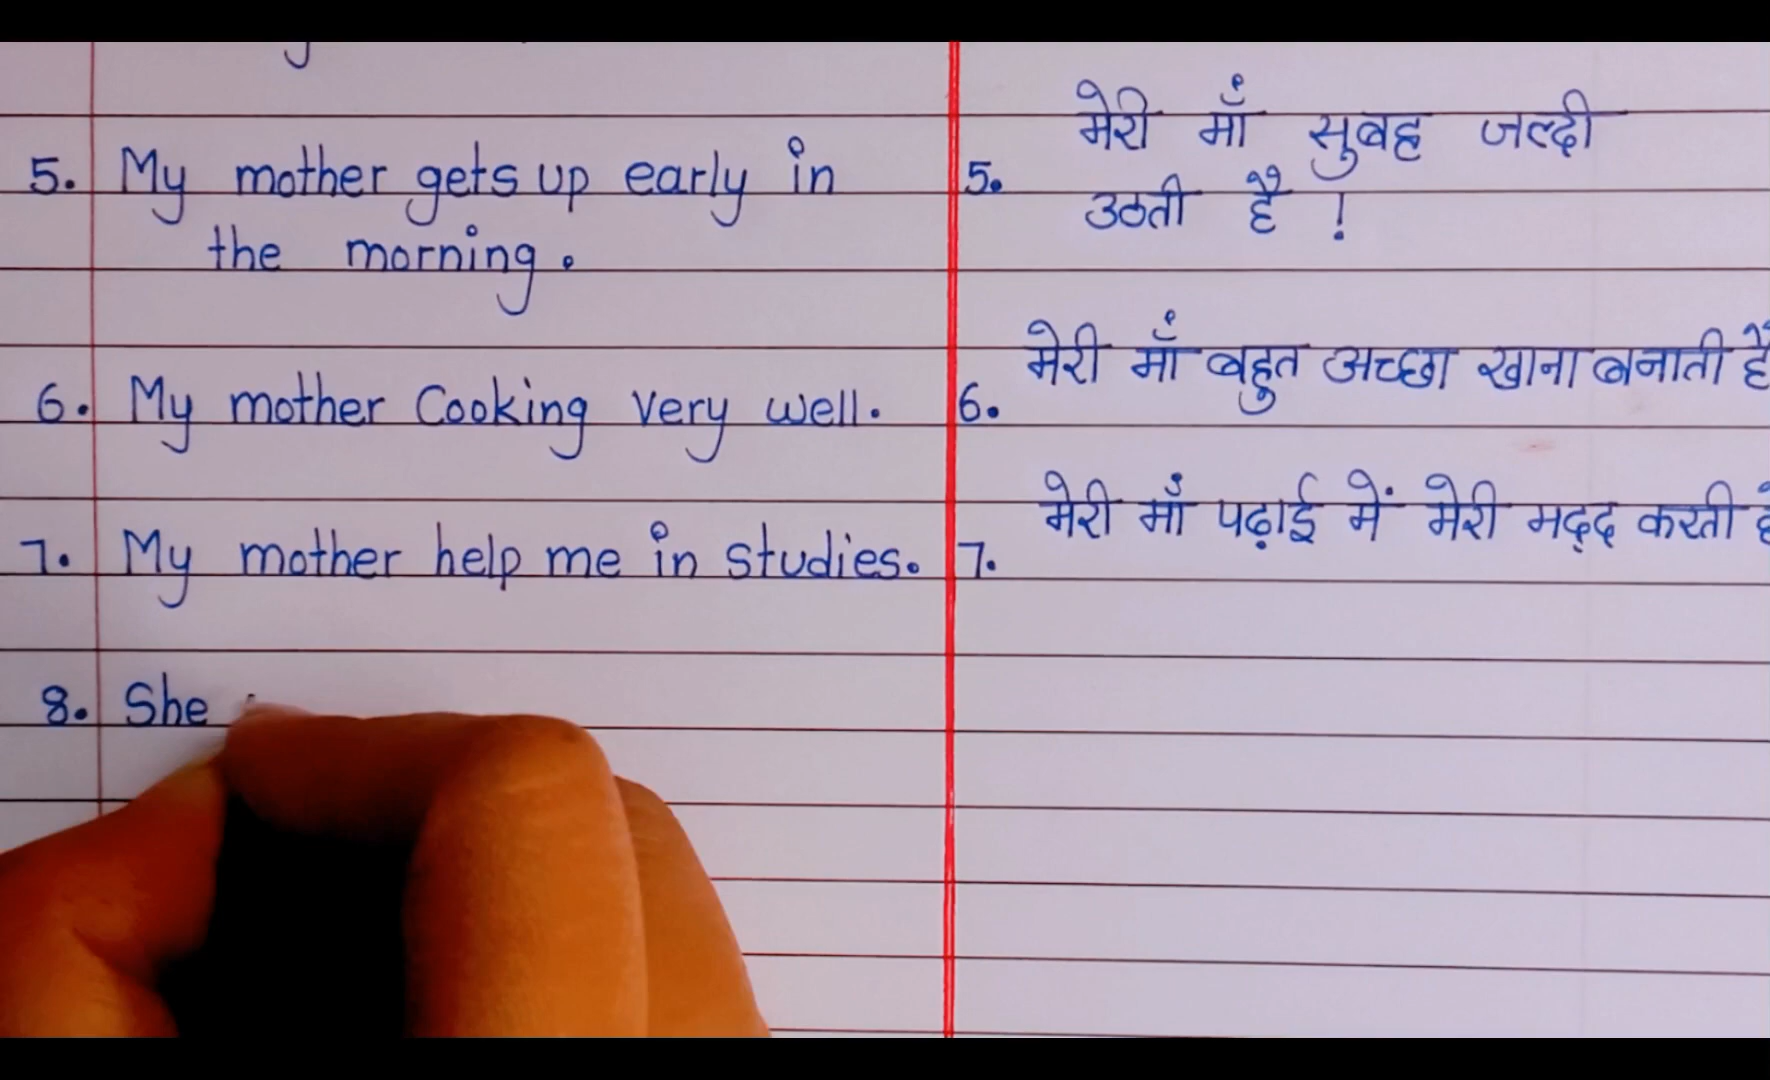 5. My mother gets up early in
the morning.
6. My mother Cooking very well.
7. My mother help me in studies.
8. She
मेरी माँ सुबह जल्दी
5. उठती है !
मेरी माँ बहुत अच्छा खाना बनाती है
6.
मेरी माँ पढ़ाई में मेरी मद्द करती
7.